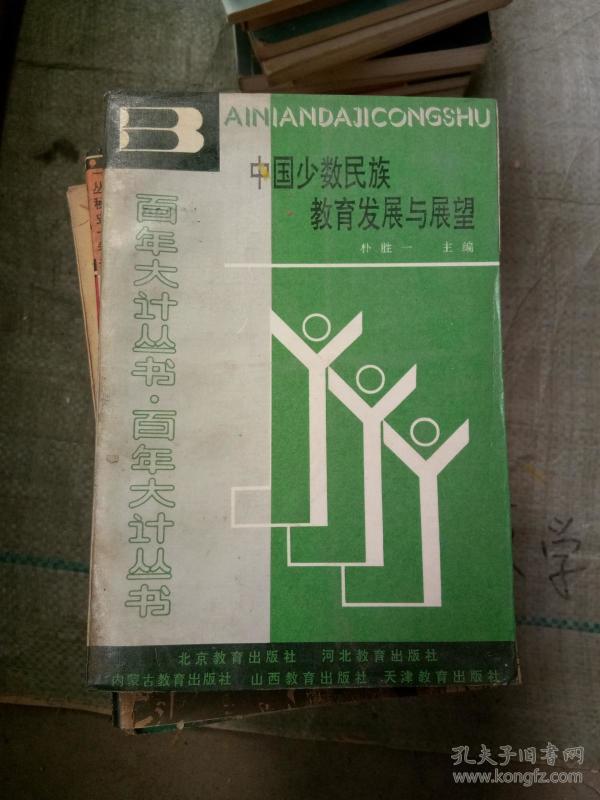 BAINIANDAJICONGSHU
中国少数民族
教育发展与展望
朴胜一 主编
百年大计丛书·百年大计丛书
北京教育出版社 河北教育出版社
内蒙古教育出版社 山西教育出版社 天津教育出版社
学
孔夫子旧书网
www.kongfz.com